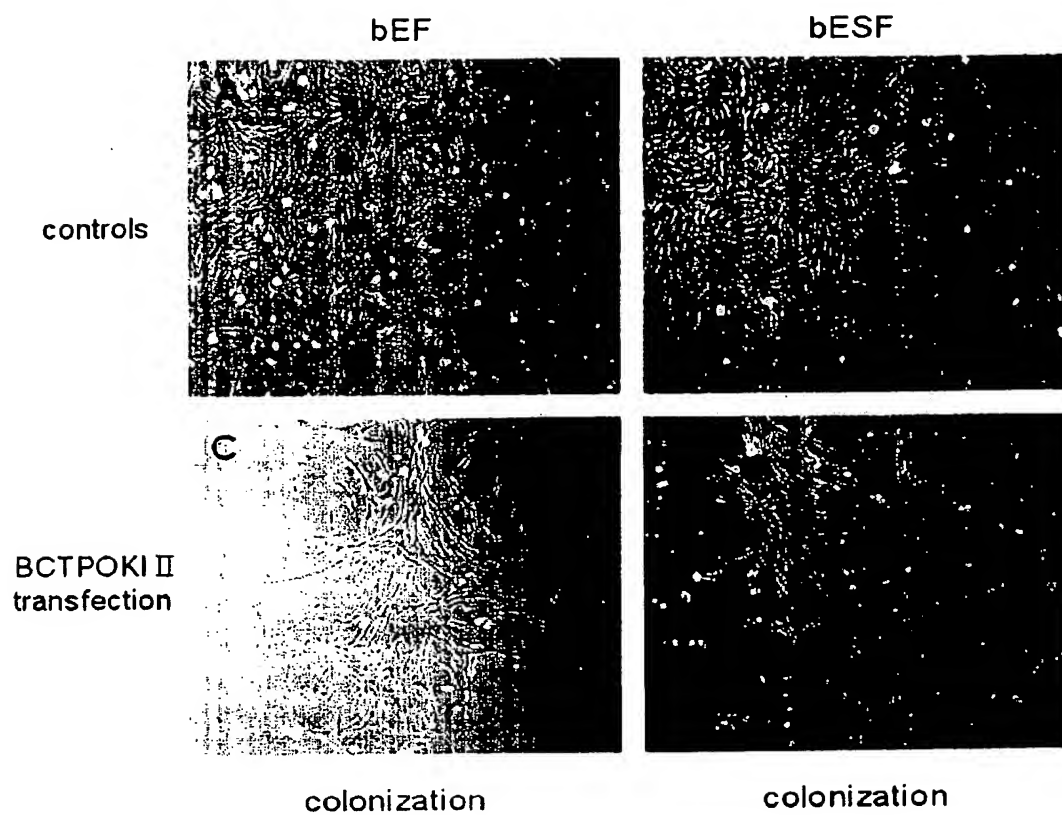 bEF
bESF
controls
C
BCTPOKI II
transfection
colonization
colonization